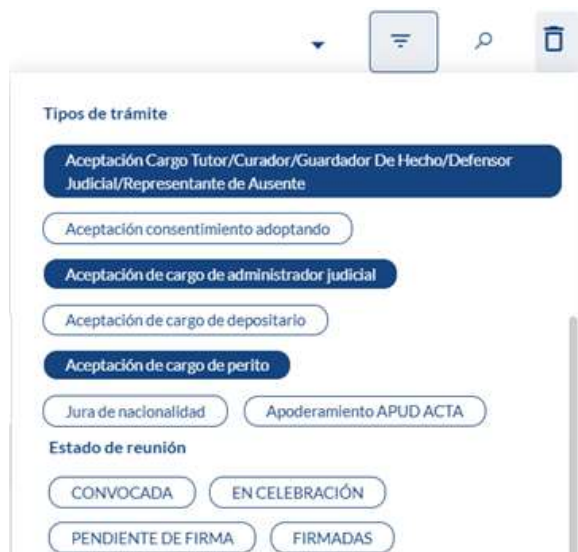 Tipos de trámite
Aceptación Cargo Tutor/Curador/Guardador De Hecho/Defensor
Judicial/Representante de Ausente
Aceptación consentimiento adoptando
Aceptación de cargo de administrador judicial
Aceptación de cargo de depositario
Aceptación de cargo de perito
Jura de nacionalidad Apoderamiento APUD ACTA
Estado de reunión
CONVOCADA EN CELEBRACIÓN
PENDIENTE DE FIRMA FIRMADAS